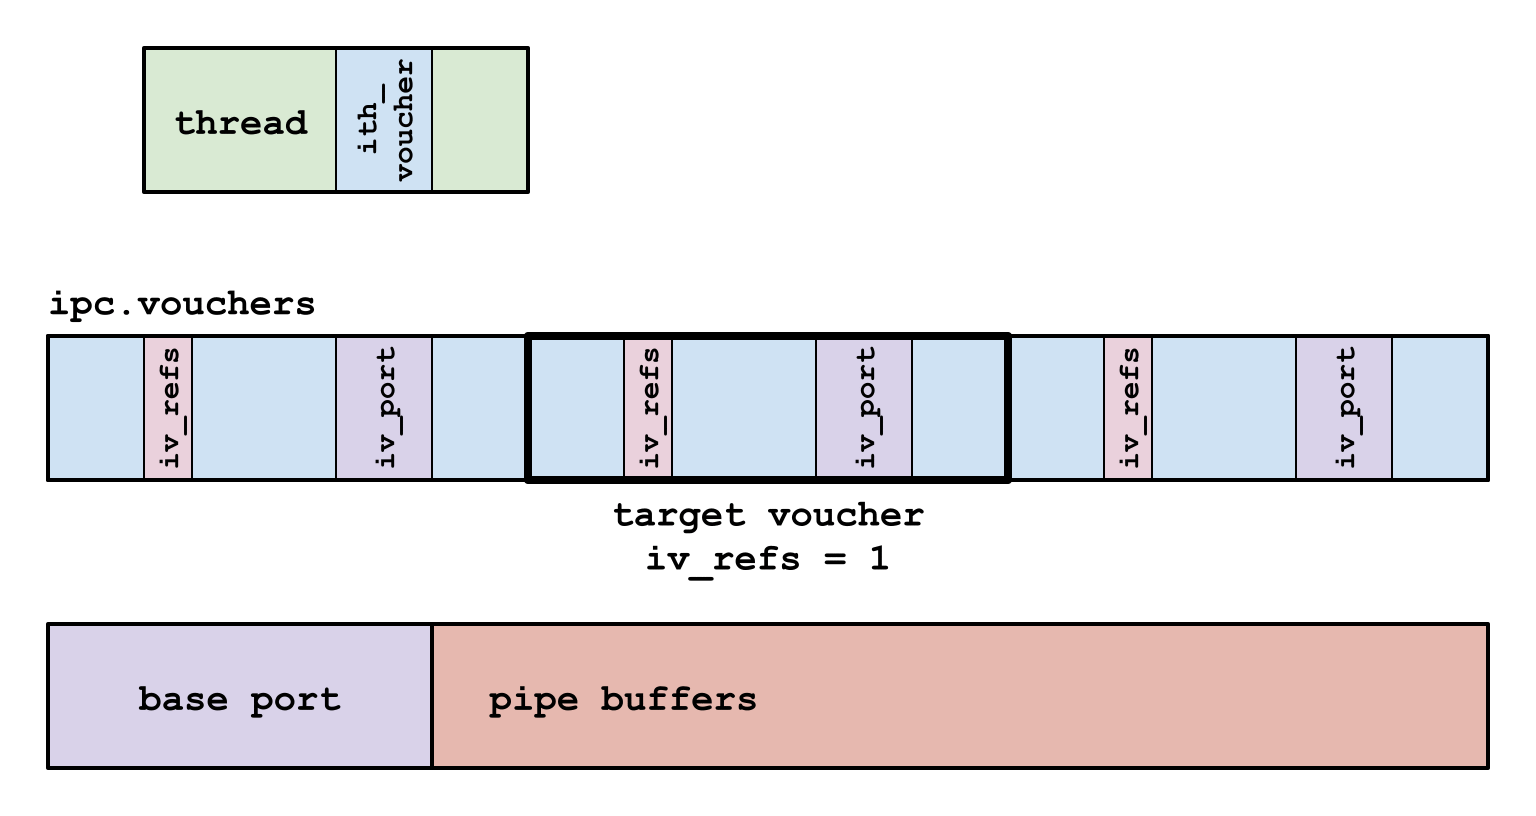 thread
ith_
voucher
ipc.vouchers
iv_refs
iv_port
iv_refs
iv_port
iv_refs
iv_port
target voucher
iv_refs = 1
base port
pipe buffers